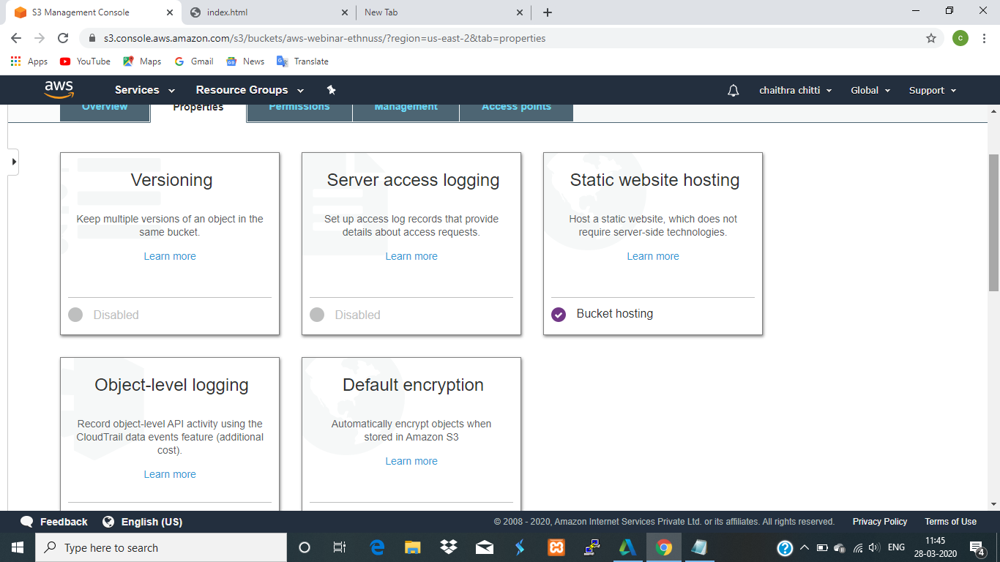 S3 Management Console
index.html
New Tab
s3.console.aws.amazon.com/s3/buckets/aws-webinar-ethnuss/?region=us-east-2&tab=properties
c
Apps YouTube Maps Gmail News Translate
aws Services Resource Groups chaithra chitti Global Support
Overview Properties Permissions Management Access points
Versioning
Keep multiple versions of an object in the
same bucket.
Learn more
Disabled
Server access logging
Set up access log records that provide
details about access requests.
Learn more
Disabled
Static website hosting
Host a static website, which does not
require server-side technologies.
Learn more
Bucket hosting
Object-level logging
Record object-level API activity using the
CloudTrail data events feature (additional
cost).
Learn more
Default encryption
Automatically encrypt objects when
stored in Amazon S3
Learn more
Feedback English (US) © 2008 - 2020, Amazon Internet Services Private Ltd. or its affiliates. All rights reserved. Privacy Policy Terms of Use
Type here to search
ENG
11:45
28-03-2020
4